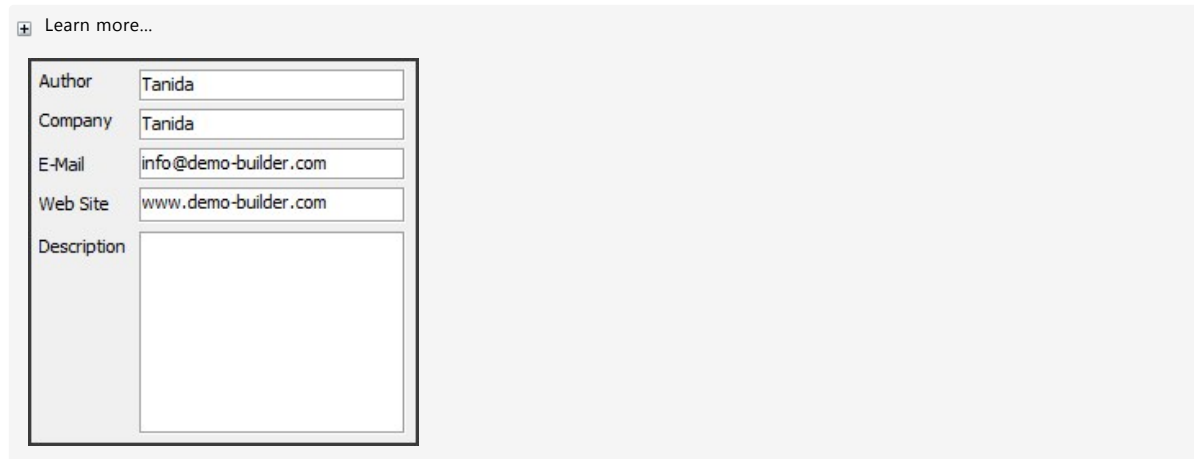 Learn more...
Author Tanida
Company Tanida
E-Mail info@demo-builder.com
Web Site www.demo-builder.com
Description